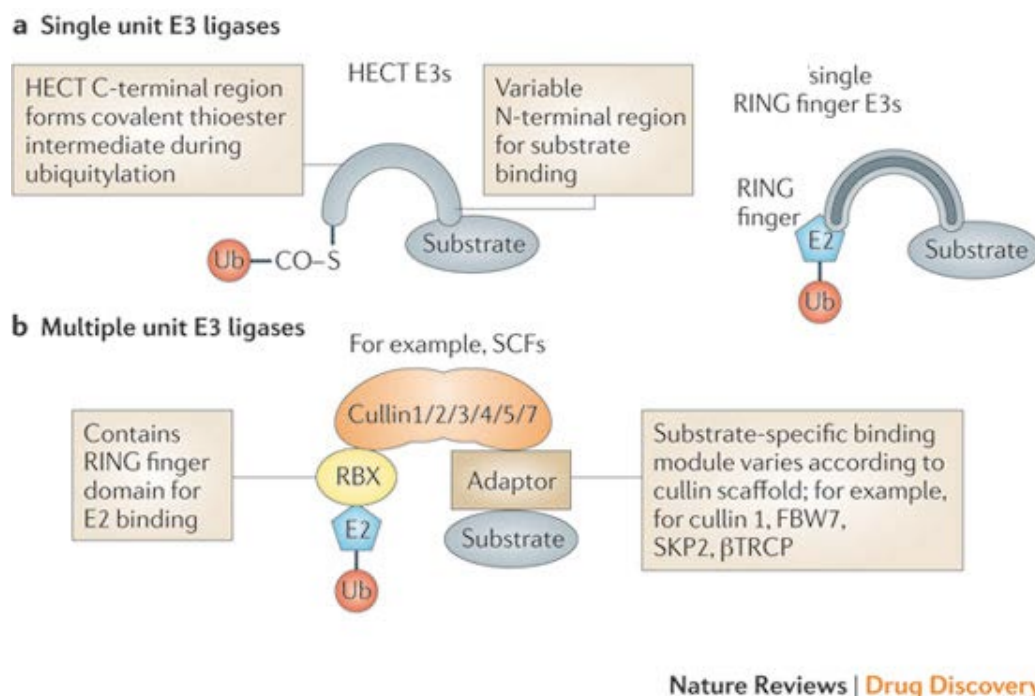 a Single unit E3 ligases
HECT E3s
HECT C-terminal region
forms covalent thioester
intermediate during
ubiquitylation
Variable
N-terminal region
for substrate
binding
Ub–CO–S
Substrate
single
RING finger E3s
RING
finger
E2
Substrate
Ub
b Multiple unit E3 ligases
For example, SCFs
Cullin1/2/3/4/5/7
Contains
RING finger
domain for
E2 binding
RBX
Adaptor
E2
Substrate
Ub
Substrate-specific binding
module varies according to
cullin scaffold; for example,
for cullin 1, FBW7,
SKP2, βTRCP
Nature Reviews | Drug Discovery